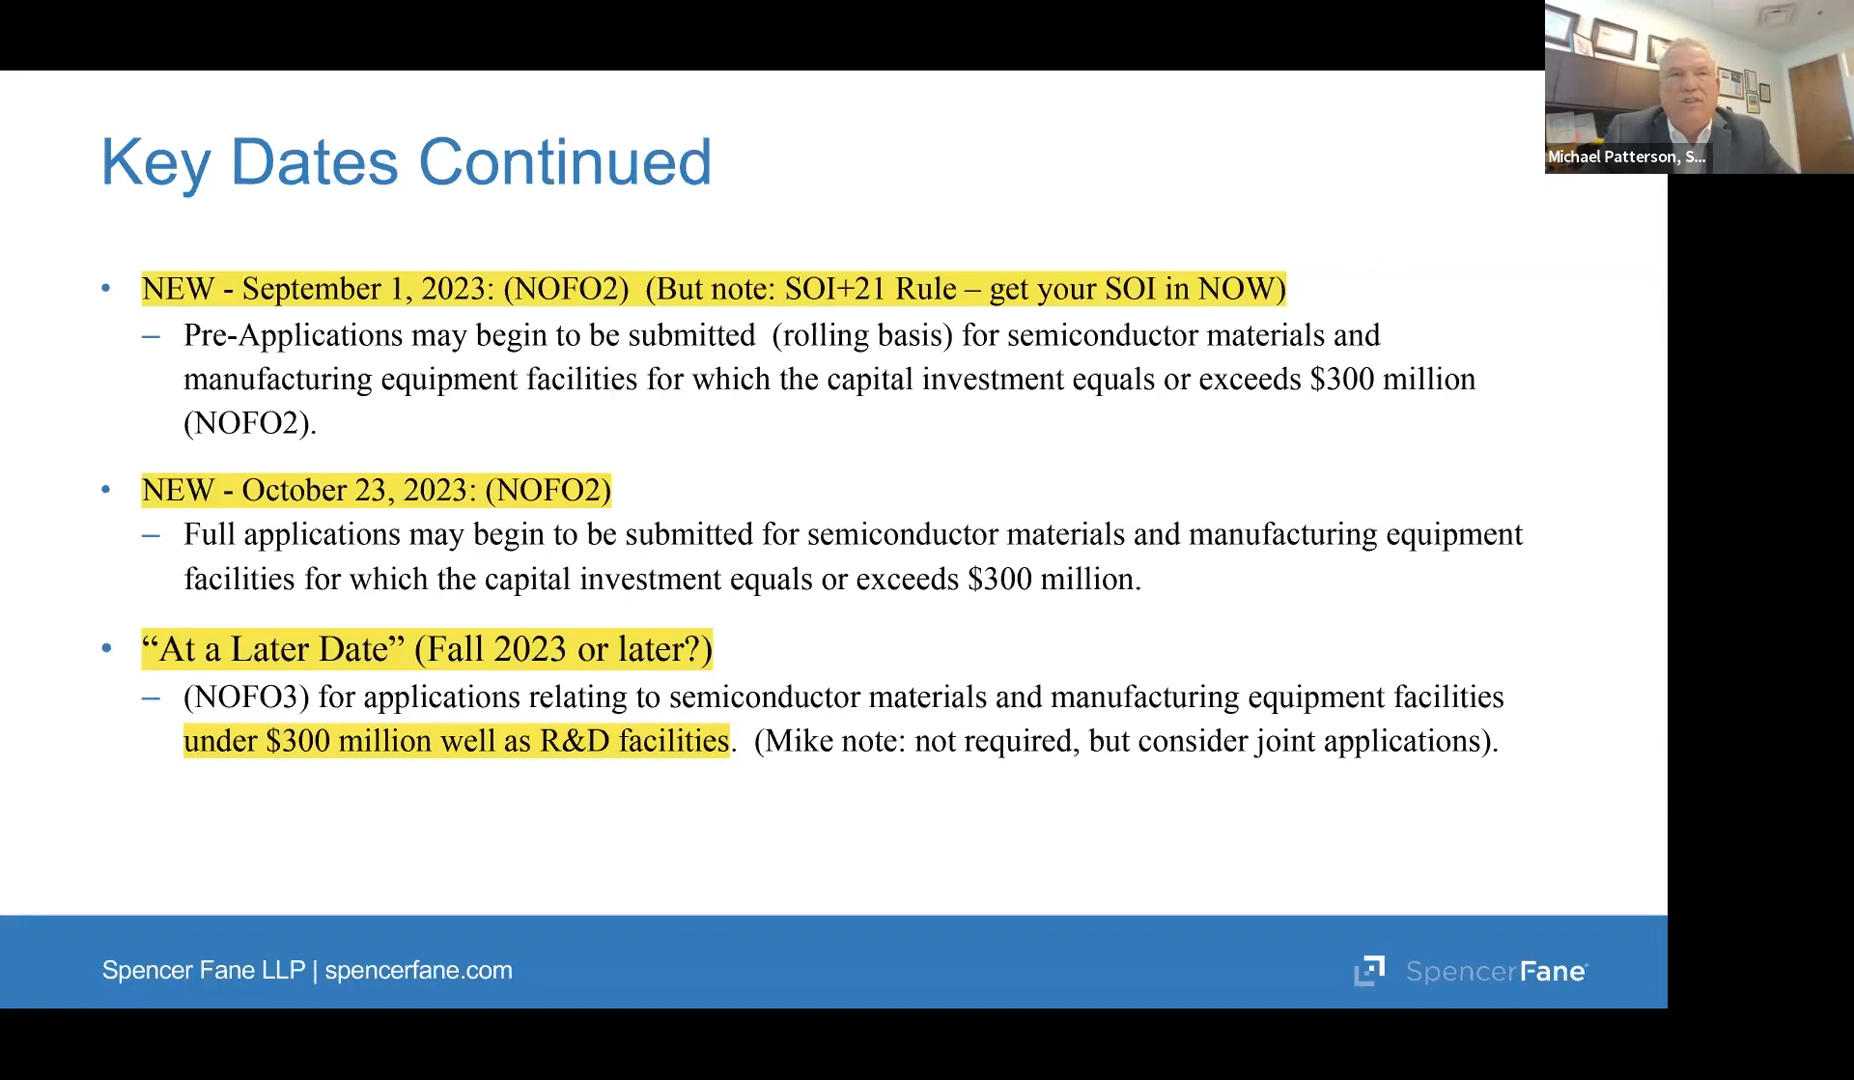 Michael Patterson, S...
Key Dates Continued
• NEW - September 1, 2023: (NOFO2)  (But note: SOI+21 Rule – get your SOI in NOW)
– Pre-Applications may begin to be submitted  (rolling basis) for semiconductor materials and
manufacturing equipment facilities for which the capital investment equals or exceeds $300 million
(NOFO2).
• NEW - October 23, 2023: (NOFO2)
– Full applications may begin to be submitted for semiconductor materials and manufacturing equipment
facilities for which the capital investment equals or exceeds $300 million.
• “At a Later Date” (Fall 2023 or later?)
– (NOFO3) for applications relating to semiconductor materials and manufacturing equipment facilities
under $300 million well as R&D facilities.  (Mike note: not required, but consider joint applications).
Spencer Fane LLP | spencerfane.com
SpencerFane